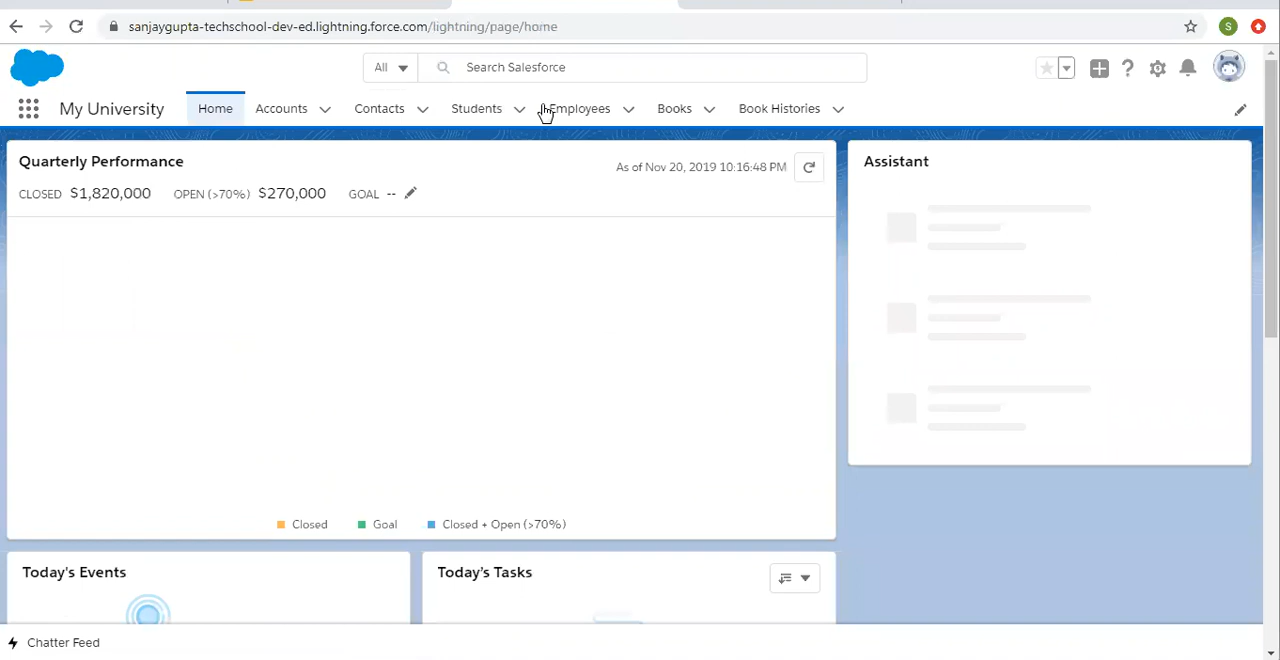 sanjaygupta-techschool-dev-ed.lightning.force.com/lightning/page/home
S
All
Search Salesforce
My University
Home
Accounts
Contacts
Students
Employees
Books
Book Histories
Quarterly Performance
As of Nov 20, 2019 10:16:48 PM
CLOSED $1,820,000 OPEN (>70%) $270,000 GOAL --
Assistant
Closed
Goal
Closed + Open (>70%)
Today's Events
Today's Tasks
Chatter Feed